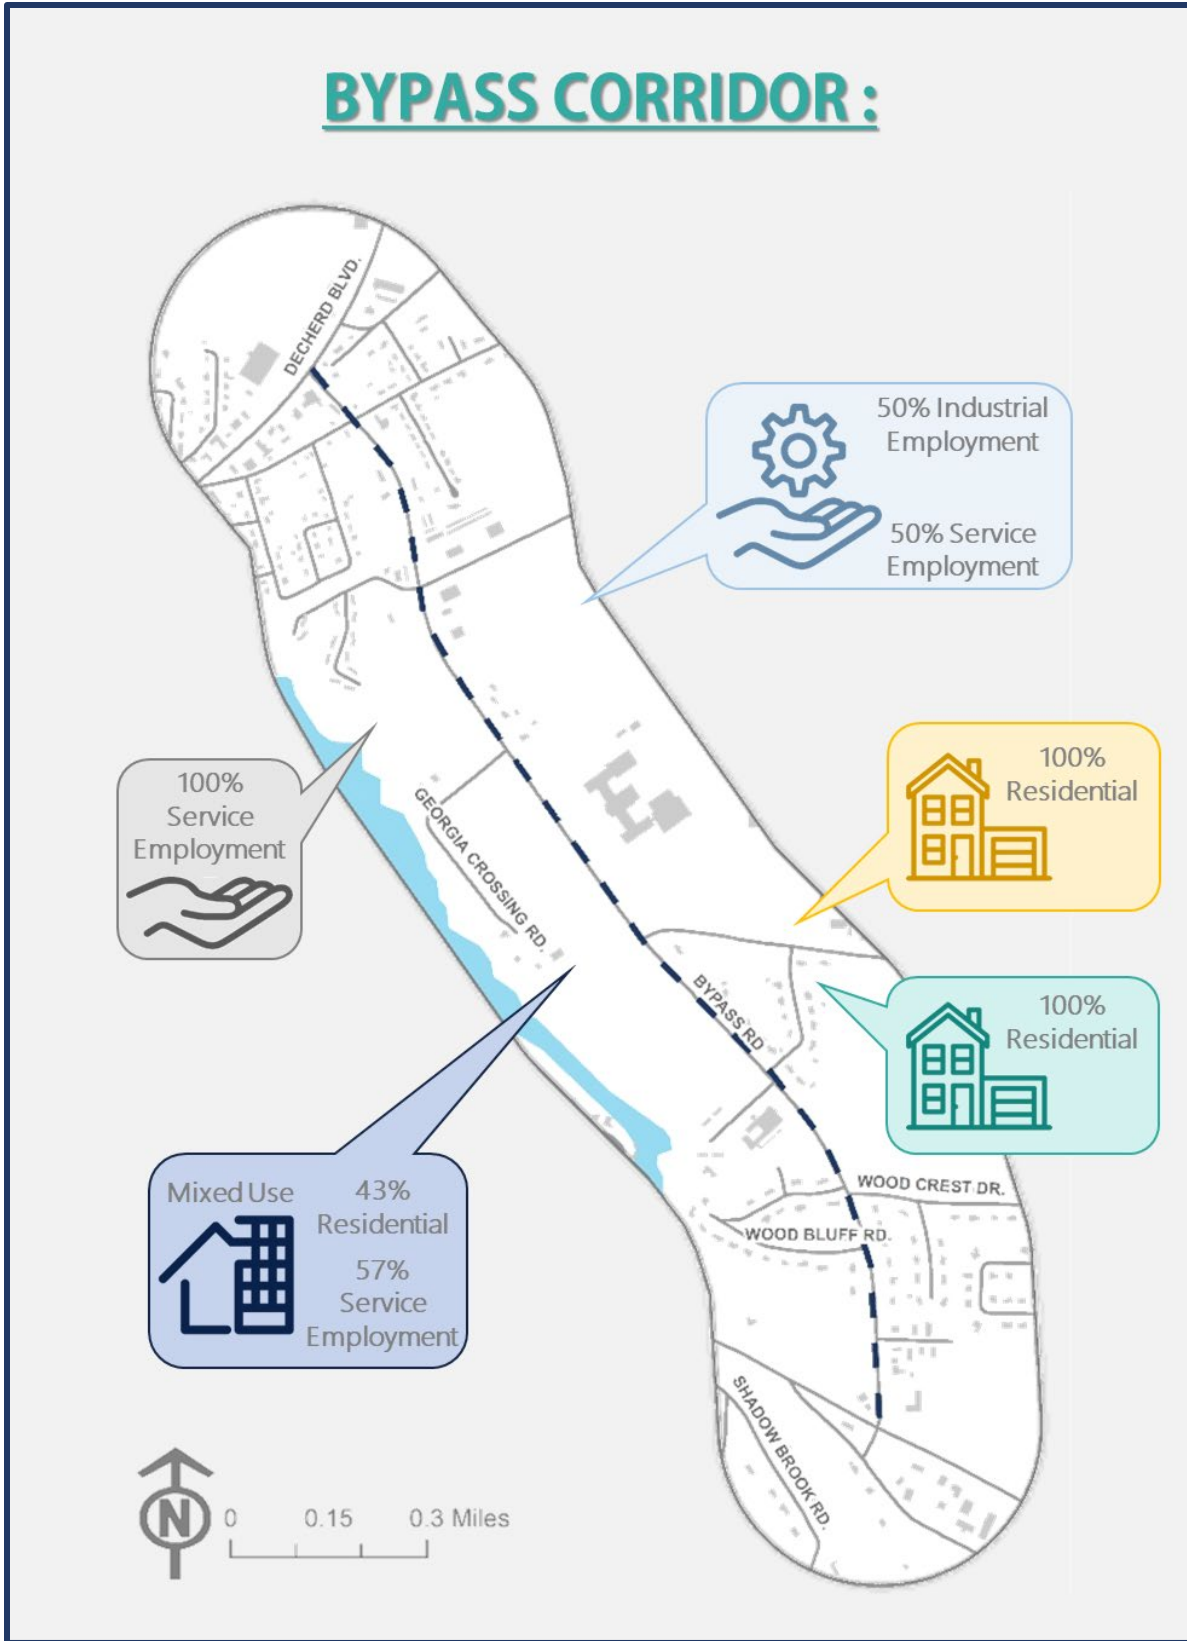 BYPASS CORRIDOR :
DECHERD BLVD.
50% Industrial
Employment
50% Service
Employment
100%
Service
Employment
GEORGIA CROSSING RD.
100%
Residential
BYPASS RD
100%
Residential
Mixed Use
43%
Residential
57%
Service
Employment
WOOD CREST DR.
WOOD BLUFF RD.
SHADOW BROOK RD.
N
0 0.15 0.3 Miles